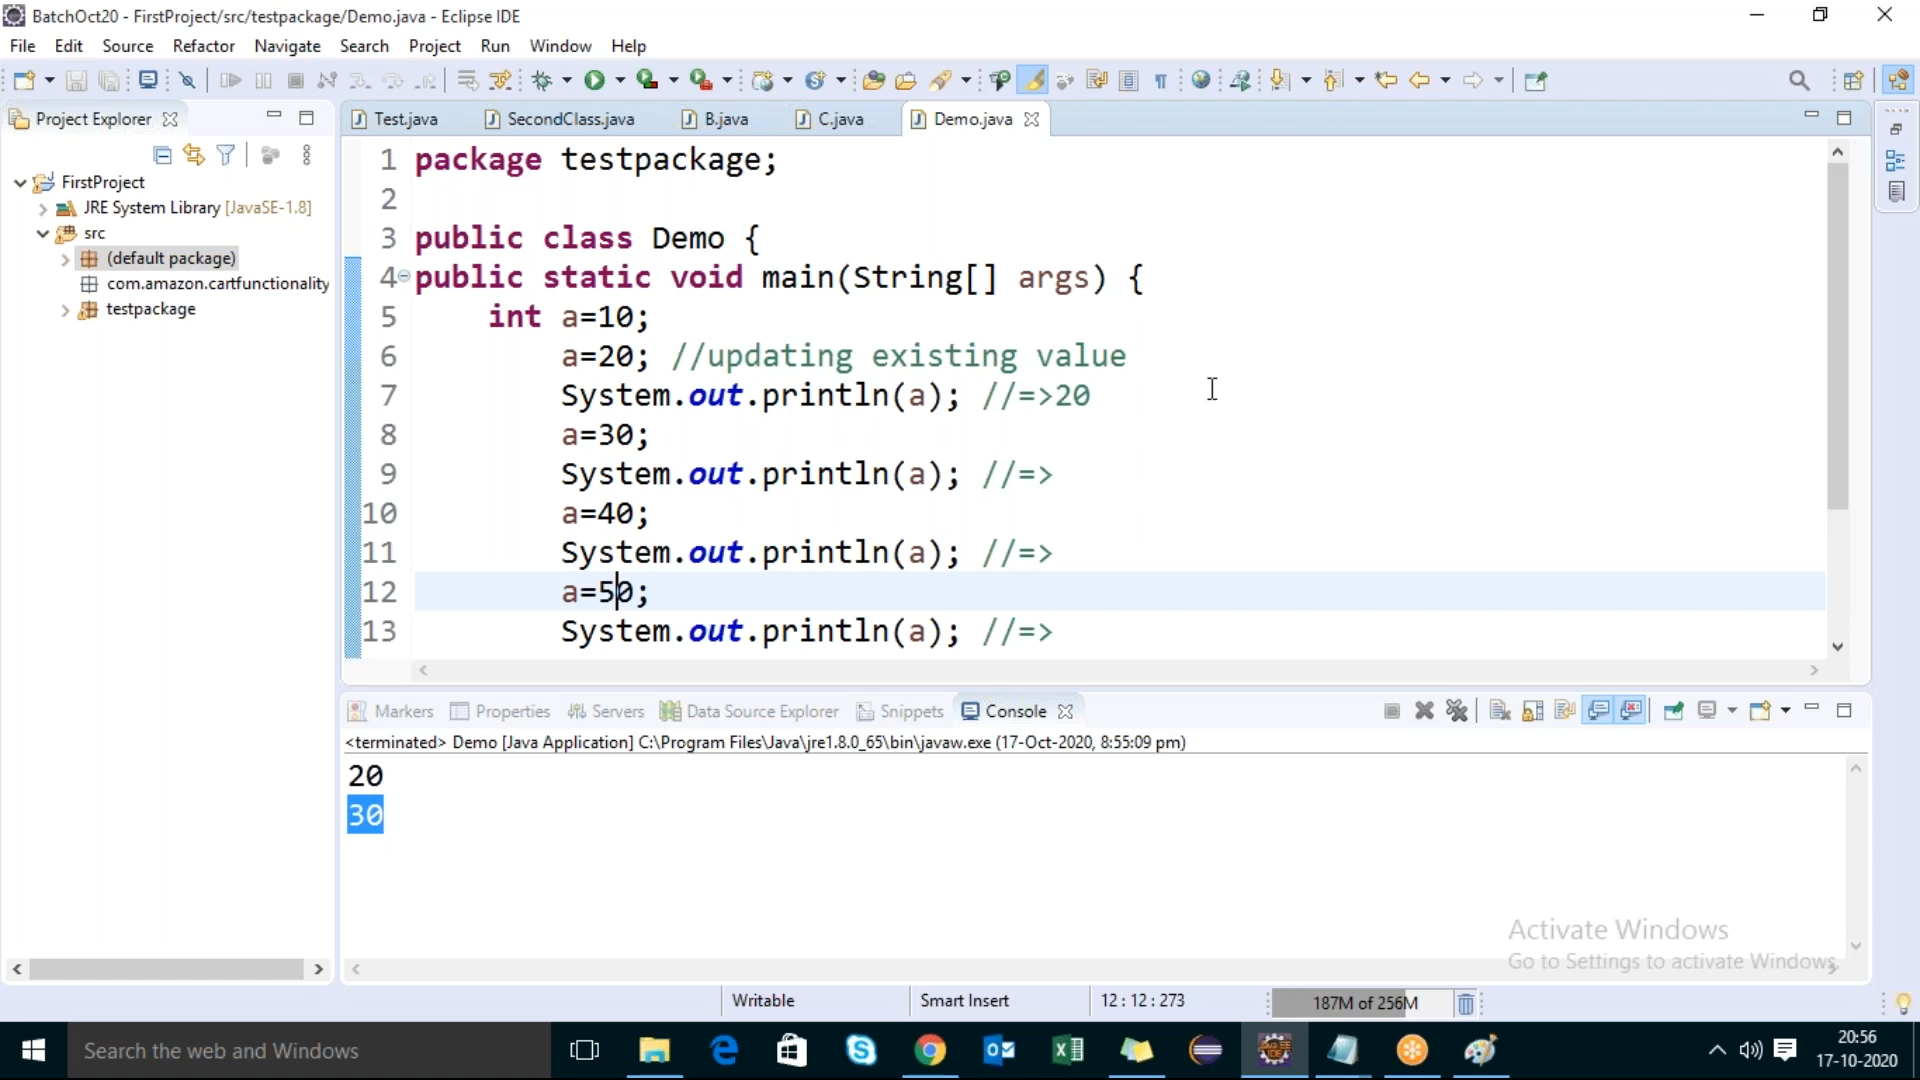 BatchOct20 - FirstProject/src/testpackage/Demo.java - Eclipse IDE
File Edit Source Refactor Navigate Search Project Run Window Help
Project Explorer
Test.java SecondClass.java B.java C.java Demo.java
FirstProject
JRE System Library [JavaSE-1.8]
src
(default package)
com.amazon.cartfunctionality
testpackage
1 package testpackage;
2
3 public class Demo {
4 public static void main(String[] args) {
5 int a=10;
6 a=20; //updating existing value
7 System.out.println(a); //=>20
8 a=30;
9 System.out.println(a); //=>
10 a=40;
11 System.out.println(a); //=>
12 a=50;
13 System.out.println(a); //=>
Markers Properties Servers Data Source Explorer Snippets Console
<terminated> Demo [Java Application] C:\Program Files\Java\jre1.8.0_65\bin\javaw.exe (17-Oct-2020, 8:55:09 pm)
20
30
Activate Windows
Go to Settings to activate Windows.
Writable Smart Insert 12 : 12 : 273 187M of 256M
Search the web and Windows
20:56
17-10-2020